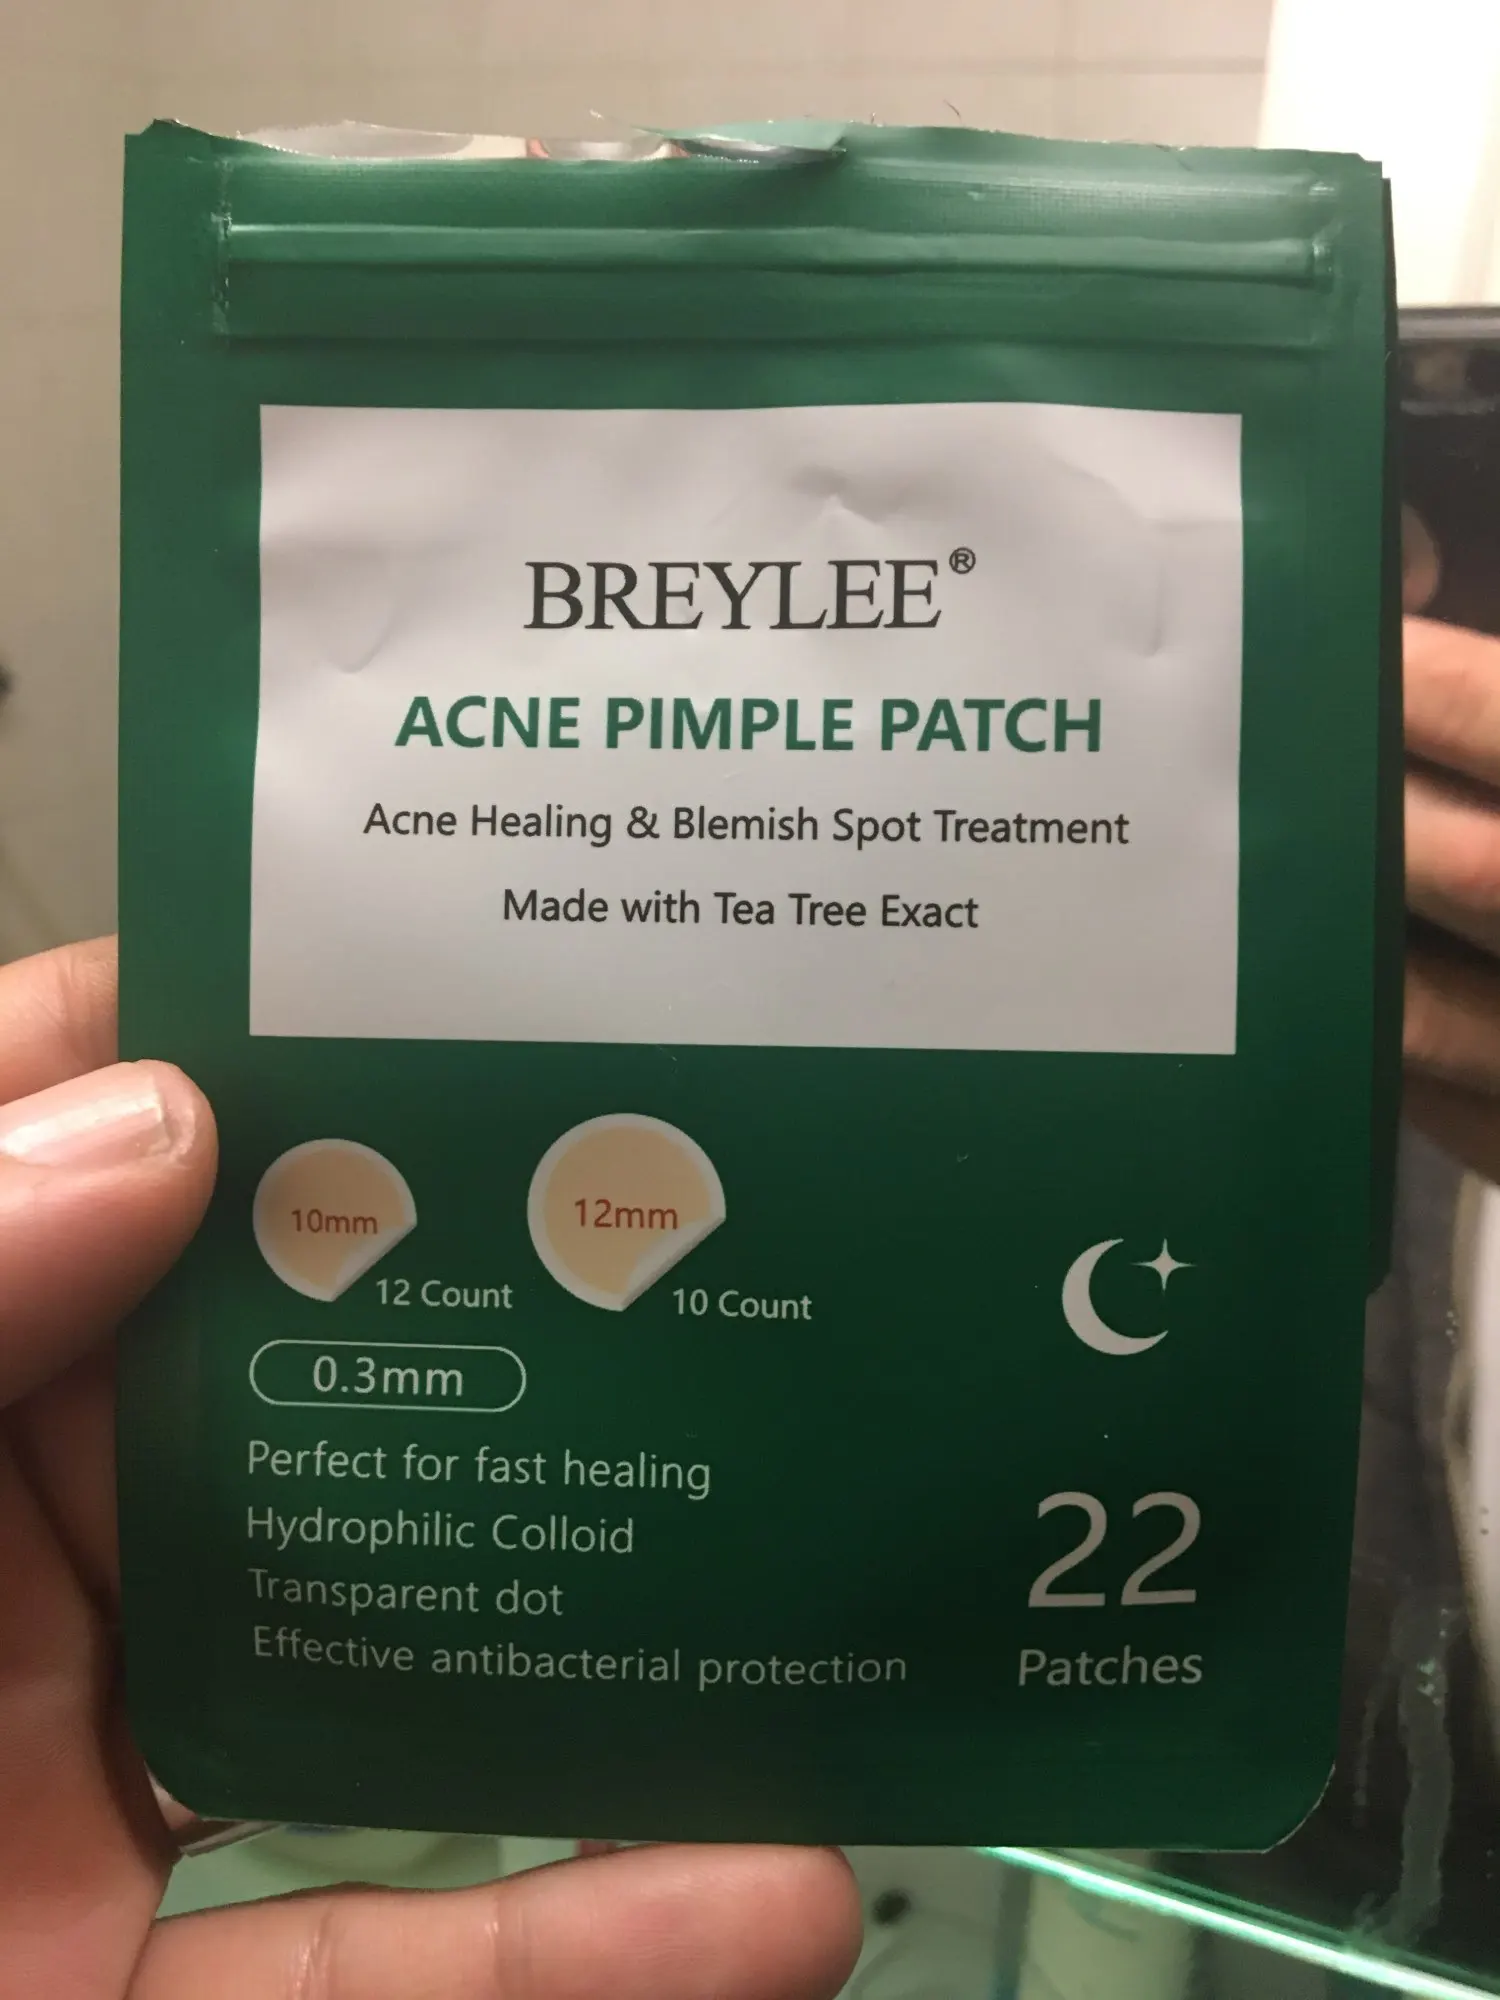 BREYLEE®
ACNE PIMPLE PATCH
Acne Healing & Blemish Spot Treatment
Made with Tea Tree Exact
10mm
12 Count
12mm
10 Count
0.3mm
Perfect for fast healing
Hydrophilic Colloid
Transparent dot
Effective antibacterial protection
22
Patches